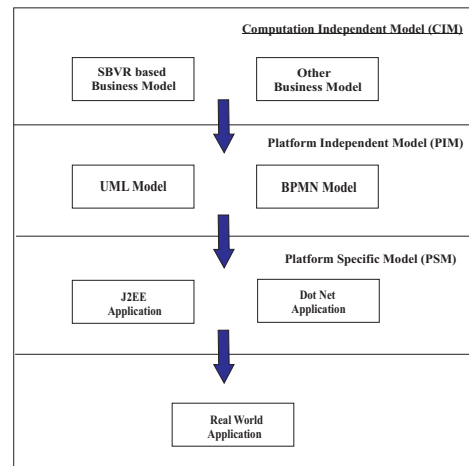 Computation Independent Model (CIM)
SBVR based
Business Model
Other
Business Model
Platform Independent Model (PIM)
UML Model
BPMN Model
Platform Specific Model (PSM)
J2EE
Application
Dot Net
Application
Real World
Application